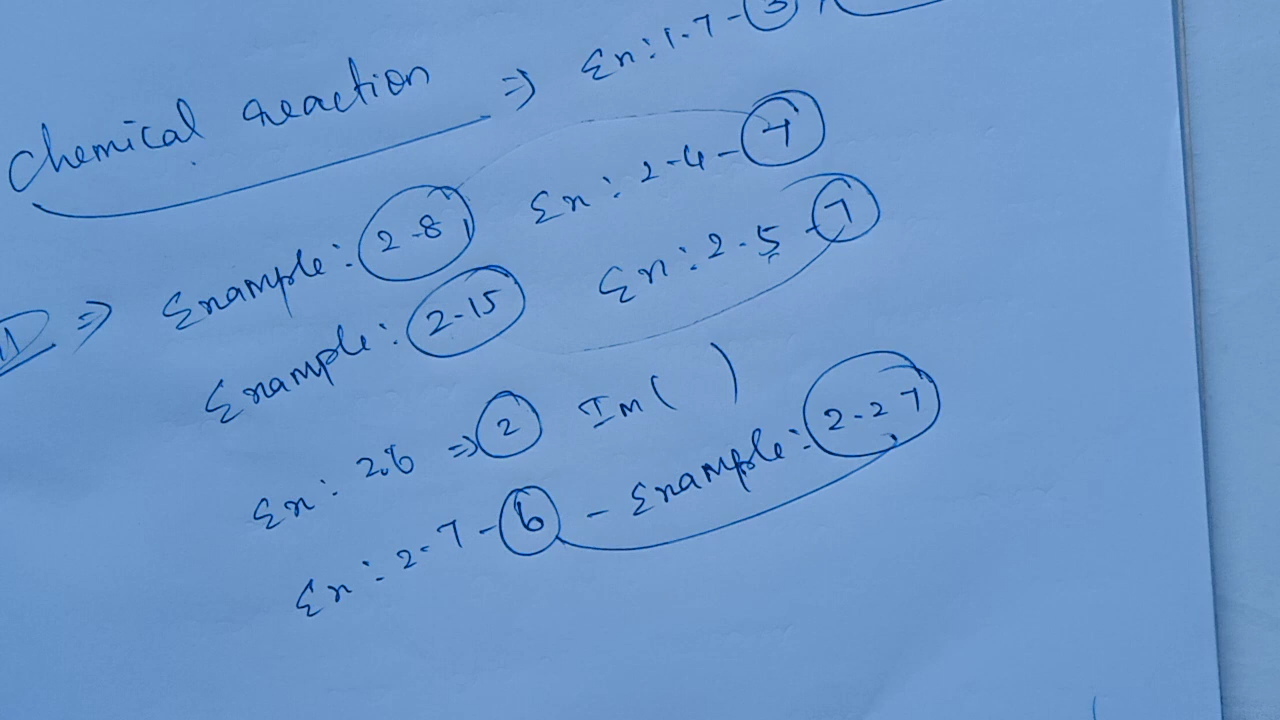 Chemical reaction ⇒ Ex: 1.7 - 3
⇒ Example: 2.8 Ex: 2.4 - 7
Example: 2.15 Ex: 2.5 - 7
Ex: 2.6 ⇒ 2 Im( )
Ex: 2.7 - 6 - Example: 2.27